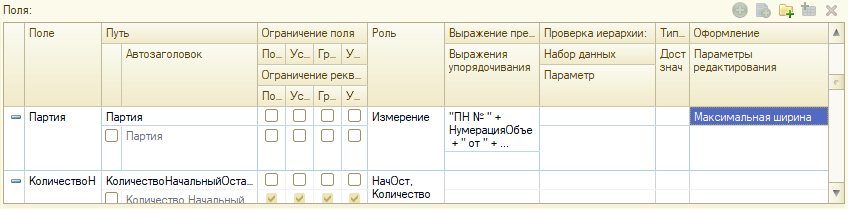 Поля:
Поле Путь Ограничение поля Роль Выражение пре... Проверка иерархии: Тип... Оформление
Автозаголовок По... Ус... Гр... У... Выражения упорядочивания Набор данных Дост знач Параметры редактирования
Ограничение рекв... Параметр
По... Ус... Гр... У...
Партия Партия Измерение "ПН № " + Максимальная ширина
Партия НумерацияОбъе
+ " от " + ...
КоличествоН КоличествоНачальныйОста... НачОст,
Количество Начальный Количество